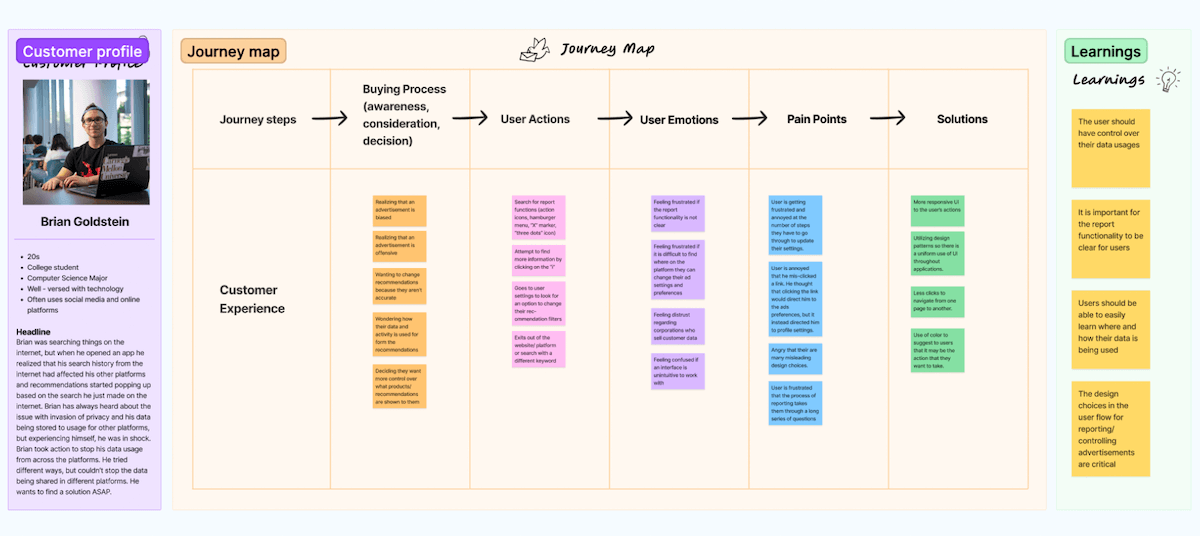 Customer profile
Customer Profile
Carnegie
Mellon
University
Brian Goldstein
20s
College student
Computer Science Major
Well - versed with technology
Often uses social media and online
platforms
Headline
Brian was searching things on the
internet, but when he opened an app he
realized that his search history from the
internet had affected his other platforms
and recommendations started popping up
based on the search he just made on the
internet. Brian has always heard about the
issue with invasion of privacy and his data
being stored to usage for other platforms,
but experiencing himself, he was in shock.
Brian took action to stop his data usage
from across the platforms. He tried
different ways, but couldn't stop the data
being shared in different platforms. He
wants to find a solution ASAP.
Journey map
Journey Map
Journey steps
Buying Process
(awareness,
consideration,
decision)
User Actions
User Emotions
Pain Points
Solutions
Customer
Experience
Realizing that an
advertisement is
biased
Realizing that an
advertisement is
offensive
Wanting to change
recommendations
because they aren't
accurate
Wondering how
their data and
activity is used for
form the
recommendations
Deciding they want
more control over
what products/
recommendations
are shown to them
Search for report
functions (action
icons, hamburger
menu, "X" marker,
"three dots" icon)
Attempt to find
more information by
clicking on the "i"
Goes to user
settings to look for
an option to change
their rec-
ommendation filters
Exits out of the
website/ platform
or search with a
different keyword
Feeling frustrated if
the report
functionality is not
clear
Feeling frustrated if
it is difficult to find
where on the
platform they can
change their ad
settings and
preferences
Feeling distrust
regarding
corporations who
sell customer data
Feeling confused if
an interface is
unintuitive to work
with
User is getting
frustrated and
annoyed at the
number of steps
they have to go
through to update
their settings.
User is annoyed
that he mis-clicked
a link. He thought
that clicking the link
would direct him to
the ads
preferences, but it
instead directed him
to profile settings.
Angry that their are
many misleading
design choices.
User is frustrated
that the process of
reporting takes
them through a long
series of questions
More responsive UI
to the user's actions
Utilizing design
patterns so there is
a uniform use of UI
throughout
applications.
Less clicks to
navigate from one
page to another.
Use of color to
suggest to users
that it may be the
action that they
want to take.
Learnings
Learnings
The user should
have control over
their data usages
It is important for
the report
functionality to be
clear for users
Users should be
able to easily
learn where and
how their data is
being used
The design
choices in the
user flow for
reporting/
controlling
advertisements
are critical